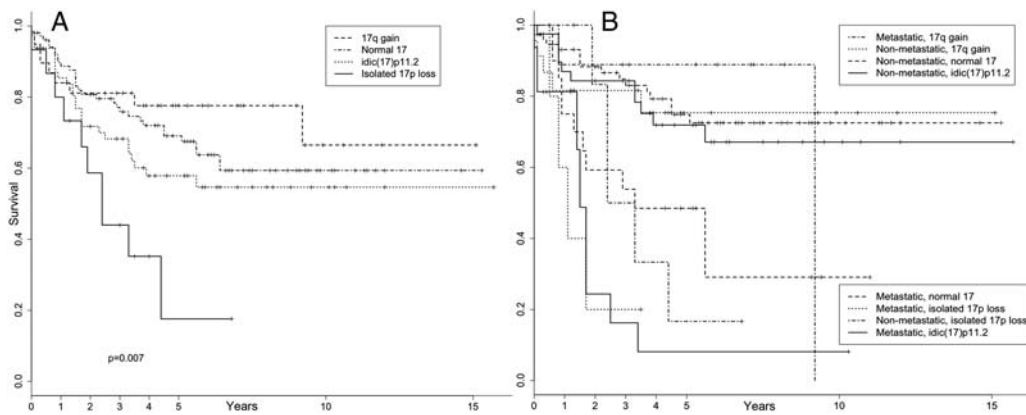 A
17q gain
Normal 17
idic(17)p11.2
Isolated 17p loss
Survival
1.0
0.8
0.6
0.4
0.2
0.0
p=0.007
0 1 2 3 4 5 Years 10 15
B
Metastatic, 17q gain
Non-metastatic, 17q gain
Non-metastatic, normal 17
Non-metastatic, idic(17)p11.2
1.0
0.8
0.6
0.4
0.2
0.0
Metastatic, normal 17
Metastatic, isolated 17p loss
Non-metastatic, isolated 17p loss
Metastatic, idic(17)p11.2
0 1 2 3 4 5 Years 10 15